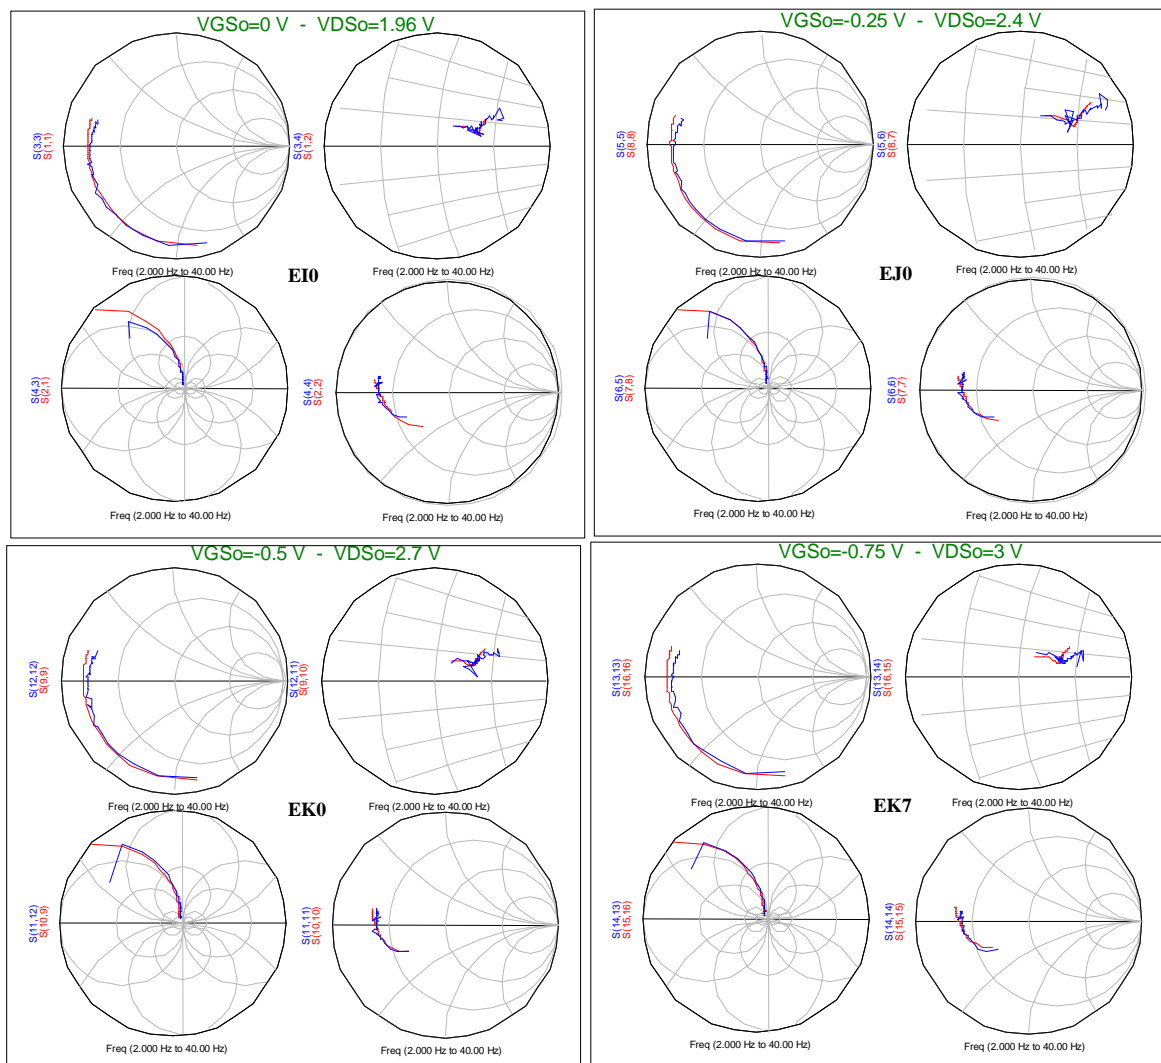 VGSo=0 V - VDSo=1.96 V
S(3,3)
S(1,1)
S(3,4)
S(1,2)
Freq (2.000 Hz to 40.00 Hz)
Freq (2.000 Hz to 40.00 Hz)
EI0
S(4,3)
S(2,1)
S(4,4)
S(2,2)
Freq (2.000 Hz to 40.00 Hz)
Freq (2.000 Hz to 40.00 Hz)
VGSo=-0.25 V - VDSo=2.4 V
S(5,5)
S(8,8)
S(5,6)
S(8,7)
Freq (2.000 Hz to 40.00 Hz)
Freq (2.000 Hz to 40.00 Hz)
EJ0
S(6,5)
S(7,8)
S(6,6)
S(7,7)
Freq (2.000 Hz to 40.00 Hz)
Freq (2.000 Hz to 40.00 Hz)
VGSo=-0.5 V - VDSo=2.7 V
S(12,12)
S(9,9)
S(12,11)
S(9,10)
Freq (2.000 Hz to 40.00 Hz)
Freq (2.000 Hz to 40.00 Hz)
EK0
S(11,12)
S(10,9)
S(11,11)
S(10,10)
Freq (2.000 Hz to 40.00 Hz)
Freq (2.000 Hz to 40.00 Hz)
VGSo=-0.75 V - VDSo=3 V
S(13,13)
S(16,16)
S(13,14)
S(16,15)
Freq (2.000 Hz to 40.00 Hz)
Freq (2.000 Hz to 40.00 Hz)
EK7
S(14,13)
S(15,16)
S(14,14)
S(15,15)
Freq (2.000 Hz to 40.00 Hz)
Freq (2.000 Hz to 40.00 Hz)